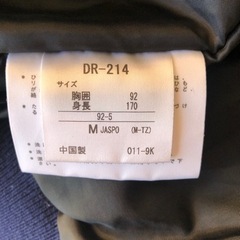 DR-214
サイズ
胸囲 92
身長 170
92-5
M JASPO (M-TZ)
中国製 011-9K